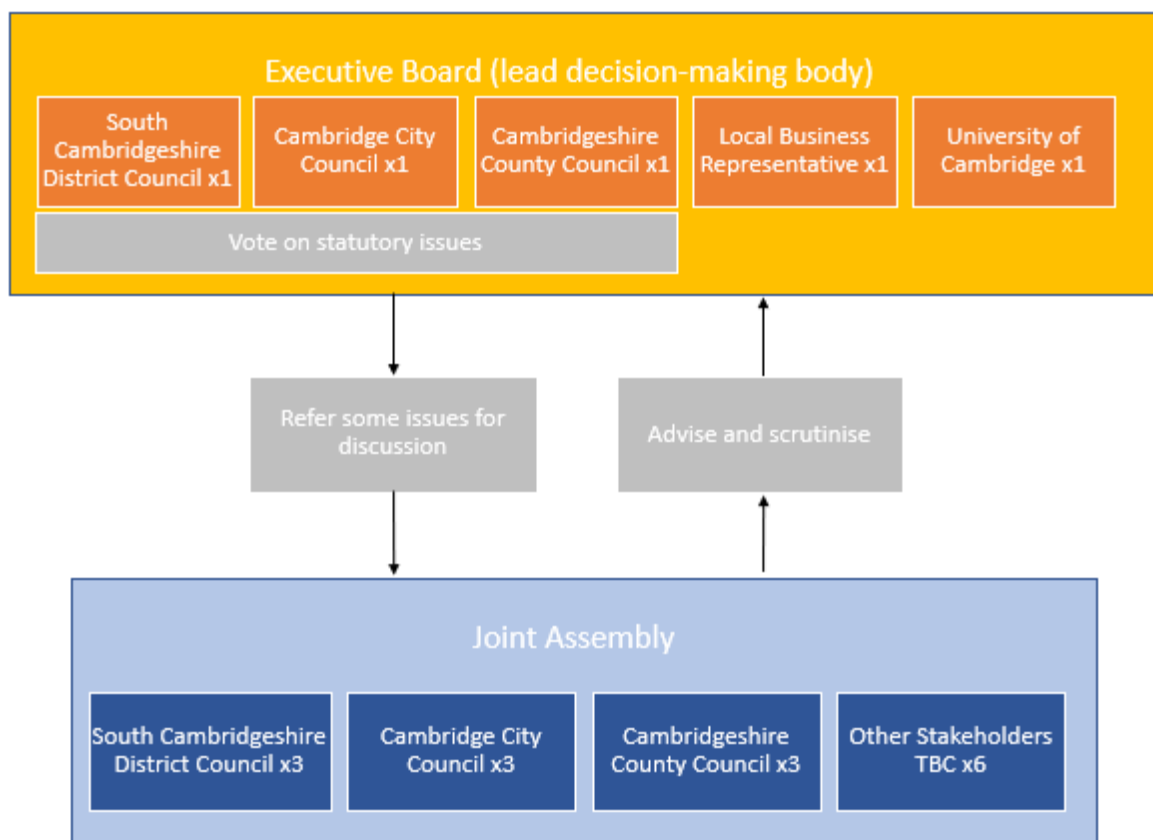 Executive Board (lead decision-making body)
South
Cambridgeshire
District Council x1
Cambridge City
Council x1
Cambridgeshire
County Council x1
Local Business
Representative x1
University of
Cambridge x1
Vote on statutory issues
Refer some issues for
discussion
Advise and scrutinise
Joint Assembly
South Cambridgeshire
District Council x3
Cambridge City
Council x3
Cambridgeshire
County Council x3
Other Stakeholders
TBC x6